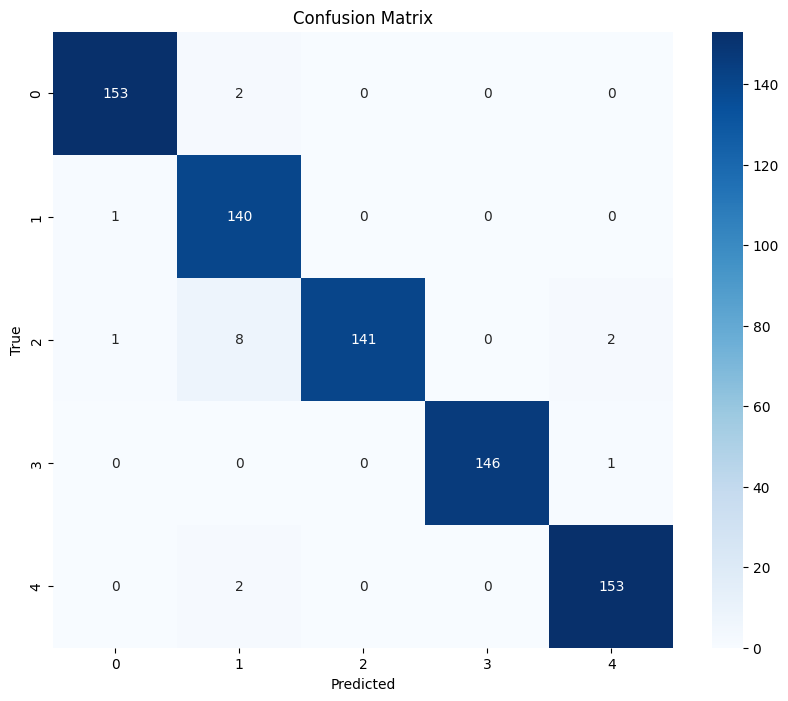 Confusion Matrix
0 153 2 0 0 0
1 1 140 0 0 0
2 1 8 141 0 2
3 0 0 0 146 1
4 0 2 0 0 153
0 1 2 3 4
Predicted
True
140
120
100
80
60
40
20
0